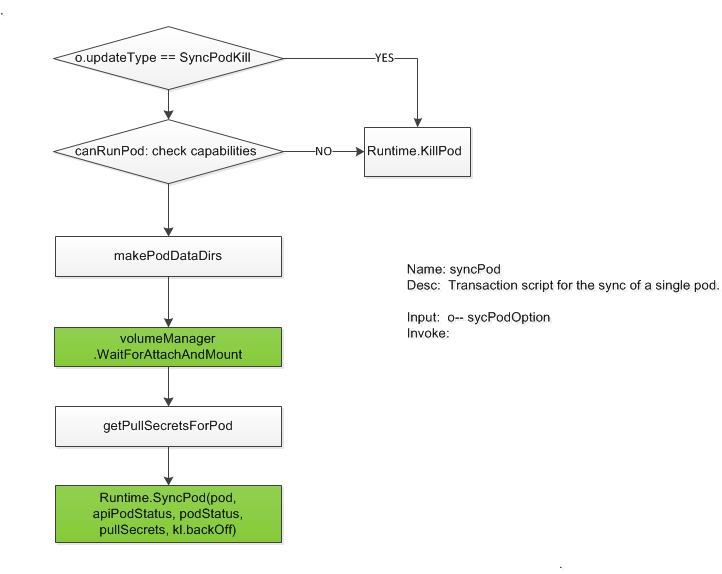 o.updateType == SyncPodKill
YES
canRunPod: check capabilities
NO
Runtime.KillPod
makePodDataDirs
Name: syncPod
Desc: Transaction script for the sync of a single pod.
Input: o-- sycPodOption
Invoke:
volumeManager
.WaitForAttachAndMount
getPullSecretsForPod
Runtime.SyncPod(pod,
apiPodStatus, podStatus,
pullSecrets, kl.backOff)